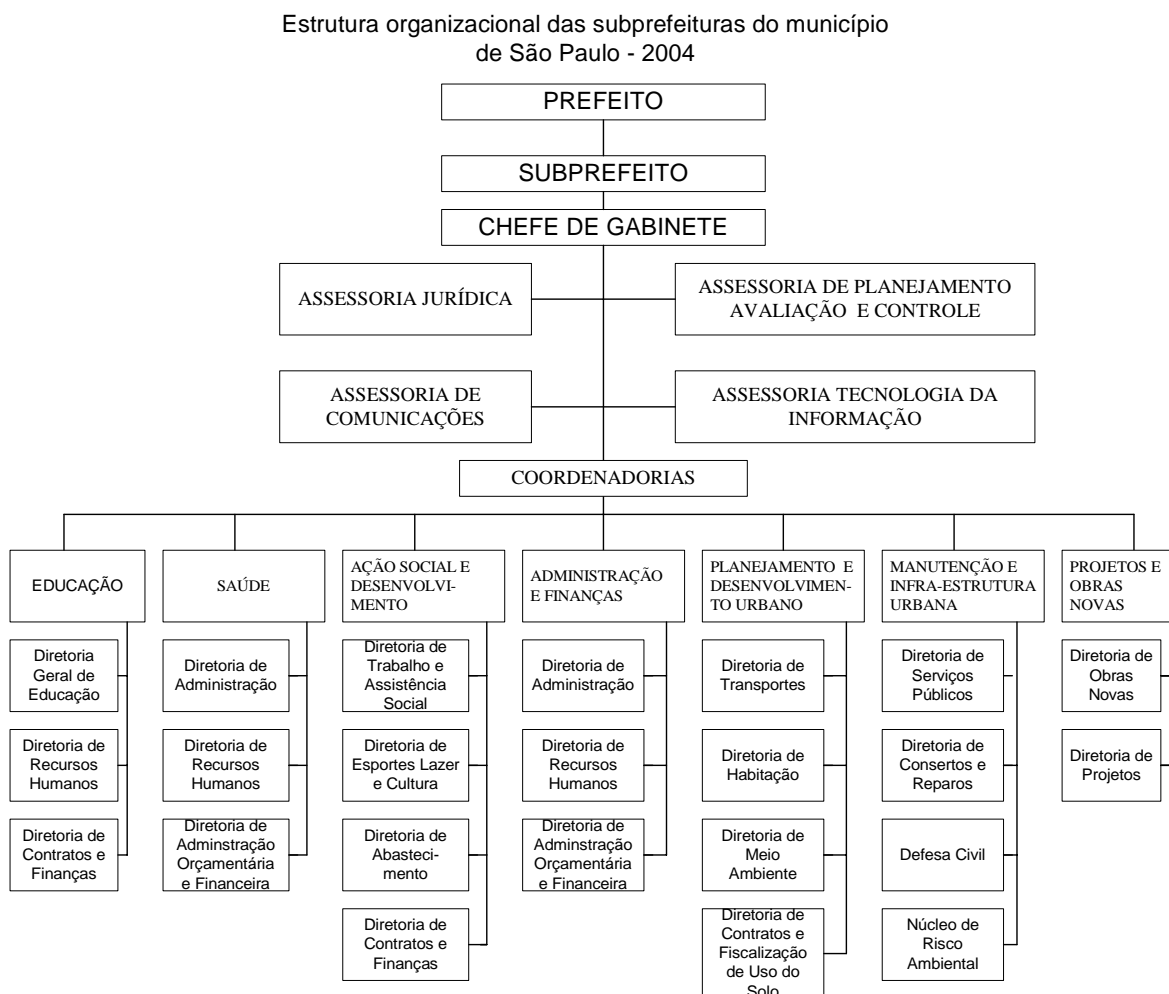 Estrutura organizacional das subprefeituras do município
de São Paulo - 2004
PREFEITO
SUBPREFEITO
CHEFE DE GABINETE
ASSESSORIA JURÍDICA
ASSESSORIA DE PLANEJAMENTO
AVALIAÇÃO E CONTROLE
ASSESSORIA DE
COMUNICAÇÕES
ASSESSORIA TECNOLOGIA DA
INFORMAÇÃO
COORDENADORIAS
EDUCAÇÃO
Diretoria
Geral de
Educação
Diretoria de
Recursos
Humanos
Diretoria de
Contratos e
Finanças
SAÚDE
Diretoria de
Administração
Diretoria de
Recursos
Humanos
Diretoria de
Adminstração
Orçamentária
e Financeira
AÇÃO SOCIAL E
DESENVOLVI-
MENTO
Diretoria de
Trabalho e
Assistência
Social
Diretoria de
Esportes Lazer
e Cultura
Diretoria de
Abasteci-
mento
Diretoria de
Contratos e
Finanças
ADMINISTRAÇÃO
E FINANÇAS
Diretoria de
Administração
Diretoria de
Recursos
Humanos
Diretoria de
Adminstração
Orçamentária
e Financeira
PLANEJAMENTO E
DESENVOLVIMEN-
TO URBANO
Diretoria de
Transportes
Diretoria de
Habitação
Diretoria de
Meio
Ambiente
Diretoria de
Contratos e
Fiscalização
de Uso do
Solo
MANUTENÇÃO E
INFRA-ESTRUTURA
URBANA
Diretoria de
Serviços
Públicos
Diretoria de
Consertos e
Reparos
Defesa Civil
Núcleo de
Risco
Ambiental
PROJETOS E
OBRAS
NOVAS
Diretoria de
Obras
Novas
Diretoria de
Projetos